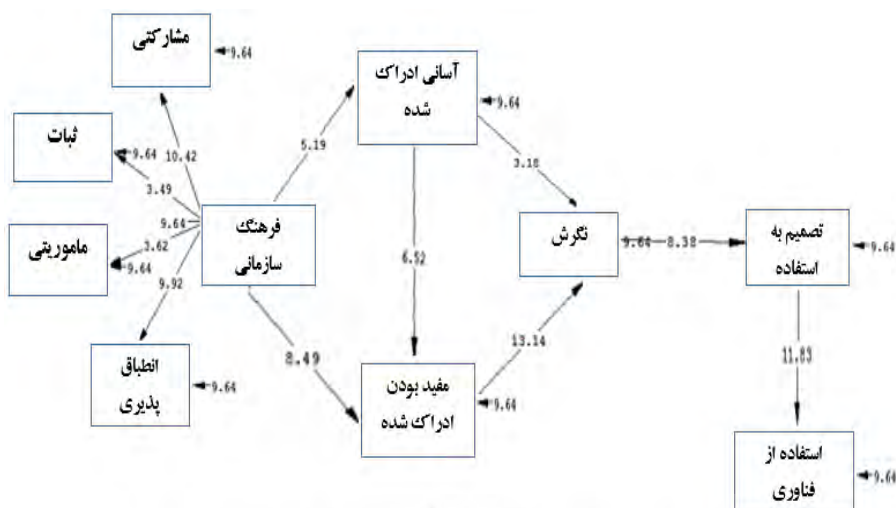 مشارکتی
9.64
آسانی ادراک
شده
9.64
ثبات
9.64
10.42
3.49
5.19
3.18
9.64
فرهنگ
سازمانی
ماموریتی
3.62
9.64
9.92
6.52
نگرش
9.64
8.38
تصمیم به
استفاده
9.64
8.49
13.14
11.83
انطباق
پذیری
9.64
مفید بودن
ادراک شده
9.64
استفاده از
فناوری
9.64